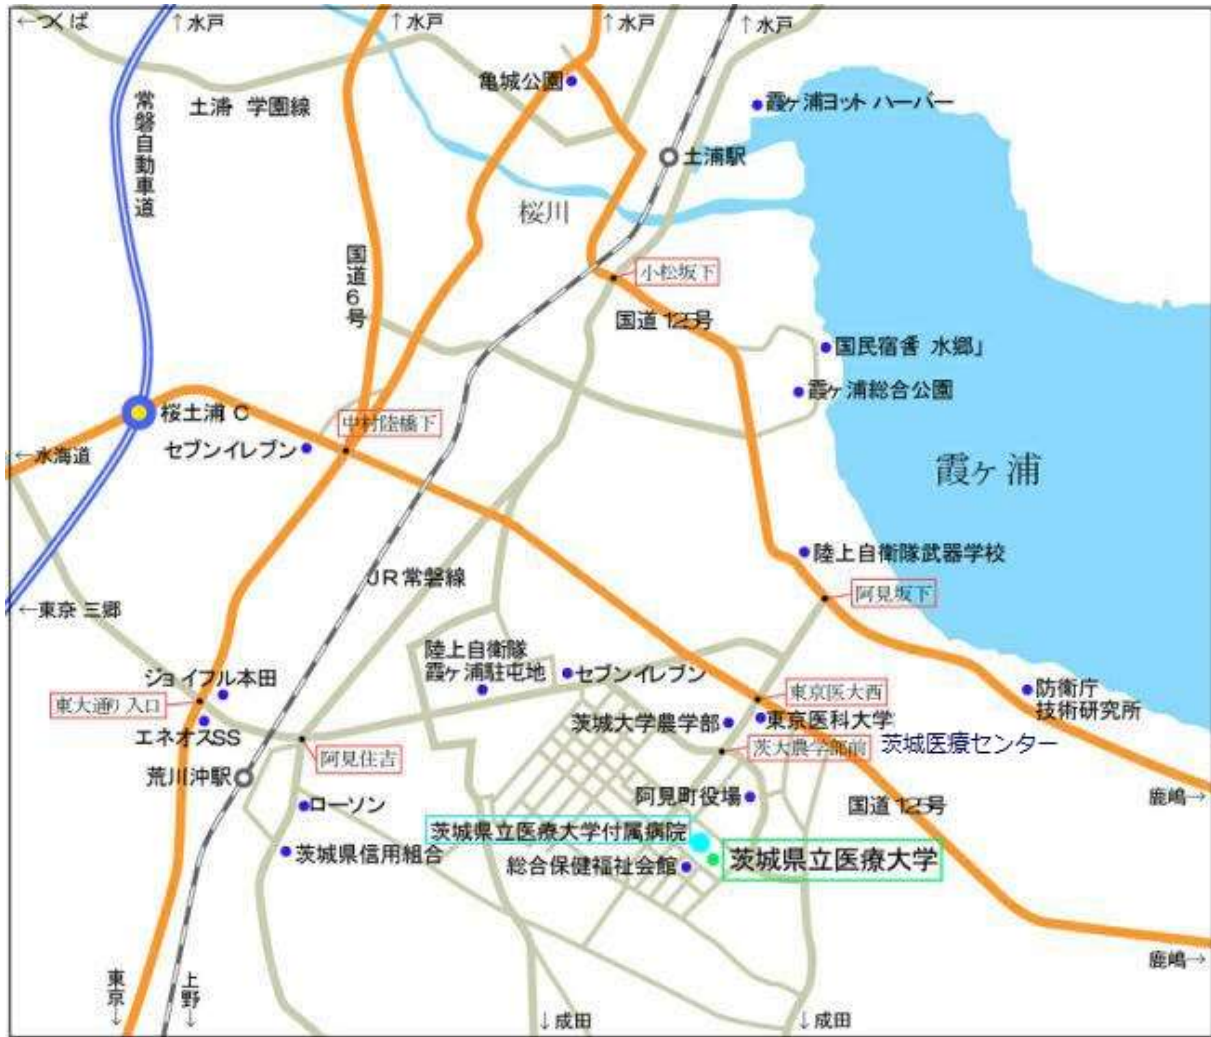 ←つくば
↑水戸
↑水戸
↑水戸
↑水戸
亀城公園
霞ヶ浦ヨットハーバー
常磐自動車道
土浦 学園線
土浦駅
桜川
国道6号
小松坂下
国道 125号
国民宿舎 水郷」
霞ヶ浦総合公園
桜土浦 C
中村陸橋下
セブンイレブン
←水海道
霞ヶ浦
陸上自衛隊武器学校
JR常磐線
阿見坂下
←東京 三郷
陸上自衛隊
霞ヶ浦駐屯地
セブンイレブン
ジョイフル本田
東京医大西
防衛庁
技術研究所
東大通り 入口
茨城大学農学部
東京医科大学
茨城医療センター
エネオスSS
阿見住吉
茨大農学部前
荒川沖駅
阿見町役場
国道 125号
鹿嶋→
ローソン
茨城県立医療大学付属病院
茨城県信用組合
総合保健福祉会館
茨城県立医療大学
鹿嶋→
東京→
上野→
↓成田
↓成田